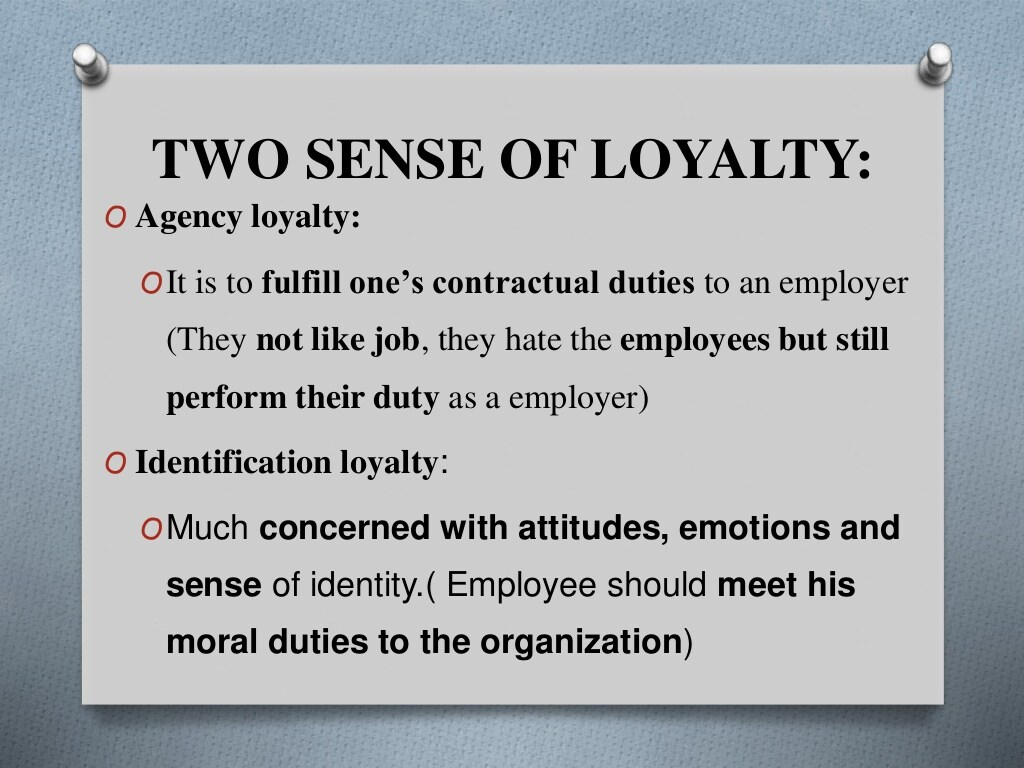 TWO SENSE OF LOYALTY:
O Agency loyalty:
O It is to fulfill one’s contractual duties to an employer
(They not like job, they hate the employees but still
perform their duty as a employer)
O Identification loyalty:
O Much concerned with attitudes, emotions and
sense of identity.( Employee should meet his
moral duties to the organization)